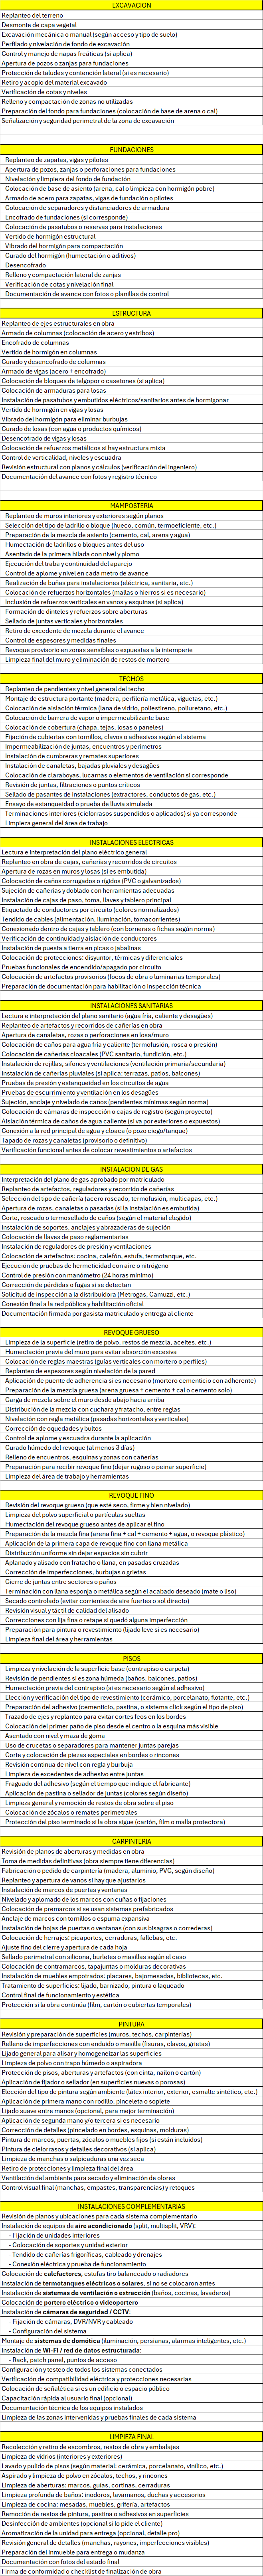 EXCAVACION
Replanteo del terreno
Desmonte de capa vegetal
Excavación mecánica o manual (según acceso y tipo de suelo)
Perfilado y nivelación de fondo de excavación
Control y manejo de napas freáticas (si aplica)
Apertura de pozos o zanjas para fundaciones
Protección de taludes y contención lateral (si es necesario)
Retiro y acopio del material excavado
Verificación de cotas y niveles
Relleno y compactación de zonas no utilizadas
Preparación del fondo para fundaciones (colocación de base de arena o cal)
Señalización y seguridad perimetral de la zona de excavación
FUNDACIONES
Replanteo de zapatas, vigas y pilotes
Apertura de pozos, zanjas o perforaciones para fundaciones
Nivelación y limpieza del fondo de fundación
Colocación de base de asiento (arena, cal o limpieza con hormigón pobre)
Armado de acero para zapatas, vigas de fundación o pilotes
Colocación de separadores y distanciadores de armadura
Encofrado de fundaciones (si corresponde)
Colocación de pasatubos o reservas para instalaciones
Vertido de hormigón estructural
Vibrado del hormigón para compactación
Curado del hormigón (humectación o aditivos)
Desencofrado
Relleno y compactación lateral de zanjas
Verificación de cotas y nivelación final
Documentación de avance con fotos o planillas de control
ESTRUCTURA
Replanteo de ejes estructurales en obra
Armado de columnas (colocación de acero y estribos)
Encofrado de columnas
Vertido de hormigón en columnas
Curado y desencofrado de columnas
Armado de vigas (acero + encofrado)
Colocación de bloques de telgopor o casetones (si aplica)
Colocación de armaduras para losas
Instalación de pasatubos y embutidos eléctricos/sanitarios antes de hormigonar
Vertido de hormigón en vigas y losas
Vibrado del hormigón para eliminar burbujas
Curado de losas (con agua o productos químicos)
Desencofrado de vigas y losas
Colocación de refuerzos metálicos si hay estructura mixta
Control de verticalidad, niveles y escuadra
Revisión estructural con planos y cálculos (verificación del ingeniero)
Documentación del avance con fotos y registro técnico
MAMPOSTERIA
Replanteo de muros interiores y exteriores según planos
Selección del tipo de ladrillo o bloque (hueco, común, termoeficiente, etc.)
Preparación de la mezcla de asiento (cemento, cal, arena y agua)
Humectación de ladrillos o bloques antes del uso
Asentado de la primera hilada con nivel y plomo
Ejecución del traba y continuidad del aparejo
Control de aplome y nivel en cada metro de avance
Realización de buñas para instalaciones (eléctrica, sanitaria, etc.)
Colocación de refuerzos horizontales (mallas o hierros si es necesario)
Inclusión de refuerzos verticales en vanos y esquinas (si aplica)
Formación de dinteles y refuerzos sobre aberturas
Sellado de juntas verticales y horizontales
Retiro de excedente de mezcla durante el avance
Control de espesores y medidas finales
Revoque provisorio en zonas sensibles o expuestas a la intemperie
Limpieza final del muro y eliminación de restos de mortero
TECHOS
Replanteo de pendientes y nivel general del techo
Montaje de estructura portante (madera, perfilería metálica, viguetas, etc.)
Colocación de aislación térmica (lana de vidrio, poliestireno, poliuretano, etc.)
Colocación de barrera de vapor o impermeabilizante base
Colocación de cobertura (chapa, tejas, losas o paneles)
Fijación de cubiertas con tornillos, clavos o adhesivos según el sistema
Impermeabilización de juntas, encuentros y perímetros
Instalación de cumbreras y remates superiores
Instalación de canaletas, bajadas pluviales y desagües
Colocación de claraboyas, lucarnas o elementos de ventilación si corresponde
Revisión de juntas, filtraciones o puntos críticos
Sellado de pasantes de instalaciones (extractores, conductos de gas, etc.)
Ensayo de estanqueidad o prueba de lluvia simulada
Terminaciones interiores (cielorrasos suspendidos o aplicados) si ya corresponde
Limpieza general del área de trabajo
INSTALACIONES ELECTRICAS
Lectura e interpretación del plano eléctrico general
Replanteo en obra de cajas, cañerías y recorridos de circuitos
Apertura de rozas en muros y losas (si es embutida)
Colocación de caños corrugados o rígidos (PVC o galvanizados)
Sujeción de cañerías y doblado con herramientas adecuadas
Instalación de cajas de paso, toma, llaves y tablero principal
Etiquetado de conductores por circuito (colores normalizados)
Tendido de cables (alimentación, iluminación, tomacorrientes)
Conexionado dentro de cajas y tablero (con borneras o fichas según norma)
Verificación de continuidad y aislación de conductores
Instalación de puesta a tierra en picas o jabalinas
Colocación de protecciones: disyuntor, térmicas y diferenciales
Pruebas funcionales de encendido/apagado por circuito
Colocación de artefactos provisorios (focos de obra o luminarias temporales)
Preparación de documentación para habilitación o inspección técnica
INSTALACIONES SANITARIAS
Lectura e interpretación del plano sanitario (agua fría, caliente y desagües)
Replanteo de artefactos y recorridos de cañerías en obra
Apertura de canaletas, rozas o perforaciones en losa/muro
Colocación de caños para agua fría y caliente (termofusión, rosca o presión)
Colocación de cañerías cloacales (PVC sanitario, fundición, etc.)
Instalación de rejillas, sifones y ventilaciones (ventilación primaria/secundaria)
Instalación de cañerías pluviales (si aplica: terrazas, patios, balcones)
Pruebas de presión y estanqueidad en los circuitos de agua
Pruebas de escurrimiento y ventilación en los desagües
Sujeción, anclaje y nivelado de caños (pendientes mínimas según norma)
Colocación de cámaras de inspección o cajas de registro (según proyecto)
Aislación térmica de caños de agua caliente (si va por exteriores o expuestos)
Conexión a la red principal de agua y cloaca (o pozo ciego/tanque)
Tapado de rozas y canaletas (provisorio o definitivo)
Verificación funcional antes de colocar revestimientos o artefactos
INSTALACION DE GAS
Interpretación del plano de gas aprobado por matriculado
Replanteo de artefactos, reguladores y recorrido de cañerías
Selección del tipo de cañería (acero roscado, termofusión, multicapas, etc.)
Apertura de rozas, canaletas o pasadas (si la instalación es embutida)
Corte, roscado o termosellado de caños (según el material elegido)
Instalación de soportes, anclajes y abrazaderas de sujeción
Colocación de llaves de paso reglamentarias
Instalación de reguladores de presión y ventilaciones
Colocación de artefactos: cocina, calefón, estufa, termotanque, etc.
Ejecución de pruebas de hermeticidad con aire o nitrógeno
Control de presión con manómetro (24 horas mínimo)
Corrección de pérdidas o fugas si se detectan
Solicitud de inspección a la distribuidora (Metrogas, Camuzzi, etc.)
Conexión final a la red pública y habilitación oficial
Documentación firmada por gasista matriculado y entrega al cliente
REVOQUE GRUESO
Limpieza de la superficie (retiro de polvo, restos de mezcla, aceites, etc.)
Humectación previa del muro para evitar absorción excesiva
Colocación de reglas maestras (guías verticales con mortero o perfiles)
Replanteo de espesores según nivelación de la pared
Aplicación de puente de adherencia si es necesario (mortero cementicio con adherente)
Preparación de la mezcla gruesa (arena gruesa + cemento + cal o cemento solo)
Carga de mezcla sobre el muro desde abajo hacia arriba
Distribución de la mezcla con cuchara y fratacho, entre reglas
Nivelación con regla metálica (pasadas horizontales y verticales)
Corrección de oquedades y bultos
Control de aplome y escuadra durante la aplicación
Curado húmedo del revoque (al menos 3 días)
Relleno de encuentros, esquinas y zonas con cañerías
Preparación para recibir revoque fino (dejar rugoso o peinar superficie)
Limpieza del área de trabajo y herramientas
REVOQUE FINO
Revisión del revoque grueso (que esté seco, firme y bien nivelado)
Limpieza del polvo superficial o partículas sueltas
Humectación del revoque grueso antes de aplicar el fino
Preparación de la mezcla fina (arena fina + cal + cemento + agua, o revoque plástico)
Aplicación de la primera capa de revoque fino con llana metálica
Distribución uniforme sin dejar espacios sin cubrir
Aplanado y alisado con fratacho o llana, en pasadas cruzadas
Corrección de imperfecciones, burbujas o grietas
Cierre de juntas entre sectores o paños
Terminación con llana esponja o metálica según el acabado deseado (mate o liso)
Secado controlado (evitar corrientes de aire fuertes o sol directo)
Revisión visual y táctil de calidad del alisado
Correcciones con lija fina o retape si quedó alguna imperfección
Preparación para pintura o revestimiento (lijado leve si es necesario)
Limpieza final del área y herramientas
PISOS
Limpieza y nivelación de la superficie base (contrapiso o carpeta)
Revisión de pendientes si es zona húmeda (baños, balcones, patios)
Humectación previa del contrapiso (si es necesario según el adhesivo)
Elección y verificación del tipo de revestimiento (cerámico, porcelanato, flotante, etc.)
Preparación del adhesivo (cementicio, pastina, o sistema click según el tipo de piso)
Trazado de ejes y replanteo para evitar cortes feos en los bordes
Colocación del primer paño de piso desde el centro o la esquina más visible
Asentado con nivel y maza de goma
Uso de crucetas o separadores para mantener juntas parejas
Corte y colocación de piezas especiales en bordes o rincones
Revisión continua de nivel con regla y burbuja
Limpieza de excedentes de adhesivo entre juntas
Fraguado del adhesivo (según el tiempo que indique el fabricante)
Aplicación de pastina o sellador de juntas (colores según diseño)
Limpieza general y remoción de restos de obra sobre el piso
Colocación de zócalos o remates perimetrales
Protección del piso terminado si la obra sigue (cartón, film o malla protectora)
CARPINTERIA
Revisión de planos de aberturas y medidas en obra
Toma de medidas definitivas (obra siempre tiene diferencias)
Fabricación o pedido de carpintería (madera, aluminio, PVC, según diseño)
Replanteo y apertura de vanos si hay que ajustarlos
Instalación de marcos de puertas y ventanas
Nivelado y aplomado de los marcos con cuñas o fijaciones
Colocación de premarcos si se usan sistemas prefabricados
Anclaje de marcos con tornillos o espuma expansiva
Instalación de hojas de puertas o ventanas (con sus bisagras o correderas)
Colocación de herrajes: picaportes, cerraduras, fallebas, etc.
Ajuste fino del cierre y apertura de cada hoja
Sellado perimetral con silicona, burletes o masillas según el caso
Colocación de contramarcos, tapajuntas o molduras decorativas
Instalación de muebles empotrados: placares, bajomesadas, bibliotecas, etc.
Tratamiento de superficies: lijado, barnizado, pintura o laqueado
Control final de funcionamiento y estética
Protección si la obra continúa (film, cartón o cubiertas temporales)
PINTURA
Revisión y preparación de superficies (muros, techos, carpinterías)
Relleno de imperfecciones con enduido o masilla (fisuras, clavos, grietas)
Lijado general para alisar y homogeneizar las superficies
Limpieza de polvo con trapo húmedo o aspiradora
Protección de pisos, aberturas y artefactos (con cinta, nailon o cartón)
Aplicación de fijador o sellador (en superficies nuevas o porosas)
Elección del tipo de pintura según ambiente (látex interior, exterior, esmalte sintético, etc.)
Aplicación de primera mano con rodillo, pinceleta o soplete
Lijado suave entre manos (opcional, para mejor terminación)
Aplicación de segunda mano y/o tercera si es necesario
Corrección de detalles (pincelado en bordes, esquinas, molduras)
Pintura de marcos, puertas, zócalos o muebles fijos (si están incluidos)
Pintura de cielorrasos y detalles decorativos (si aplica)
Limpieza de manchas o salpicaduras una vez seca
Retiro de protecciones y limpieza final del área
Ventilación del ambiente para secado y eliminación de olores
Control visual final (manchas, empastes, transparencias) y retoques
INSTALACIONES COMPLEMENTARIAS
Revisión de planos y ubicaciones para cada sistema complementario
Instalación de equipos de aire acondicionado (split, multisplit, VRV):
- Fijación de unidades interiores
- Colocación de soportes y unidad exterior
- Tendido de cañerías frigoríficas, cableado y drenajes
- Conexión eléctrica y prueba de funcionamiento
Colocación de calefactores, estufas tiro balanceado o radiadores
Instalación de termotanques eléctricos o solares, si no se colocaron antes
Instalación de sistemas de ventilación o extracción (baños, cocinas, lavaderos)
Colocación de portero eléctrico o videoportero
Instalación de cámaras de seguridad / CCTV:
- Fijación de cámaras, DVR/NVR y cableado
- Configuración del sistema
Montaje de sistemas de domótica (iluminación, persianas, alarmas inteligentes, etc.)
Instalación de Wi-Fi / red de datos estructurada:
- Rack, patch panel, puntos de acceso
Configuración y testeo de todos los sistemas conectados
Verificación de compatibilidad eléctrica y protecciones necesarias
Colocación de señalética si es un edificio o espacio público
Capacitación rápida al usuario final (opcional)
Documentación técnica de los equipos instalados
Limpieza de las zonas intervenidas y pruebas finales de cada sistema
LIMPIEZA FINAL
Recolección y retiro de escombros, restos de obra y embalajes
Limpieza de vidrios (interiores y exteriores)
Lavado y pulido de pisos (según material: cerámica, porcelanato, vinílico, etc.)
Aspirado y limpieza de polvo en zócalos, techos, y rincones
Limpieza de aberturas: marcos, guías, cortinas, cerraduras
Limpieza profunda de baños: inodoros, lavamanos, duchas y accesorios
Limpieza de cocina: mesadas, muebles, grifería, artefactos
Remoción de restos de pintura, pastina o adhesivos en superficies
Desinfección de ambientes (opcional si lo pide el cliente)
Aromatización de la unidad para entrega (opcional, detalle pro)
Revisión general de detalles (manchas, rayones, imperfecciones visibles)
Preparación del inmueble para entrega o mudanza
Documentación con fotos del estado final
Firma de conformidad o checklist de finalización de obra